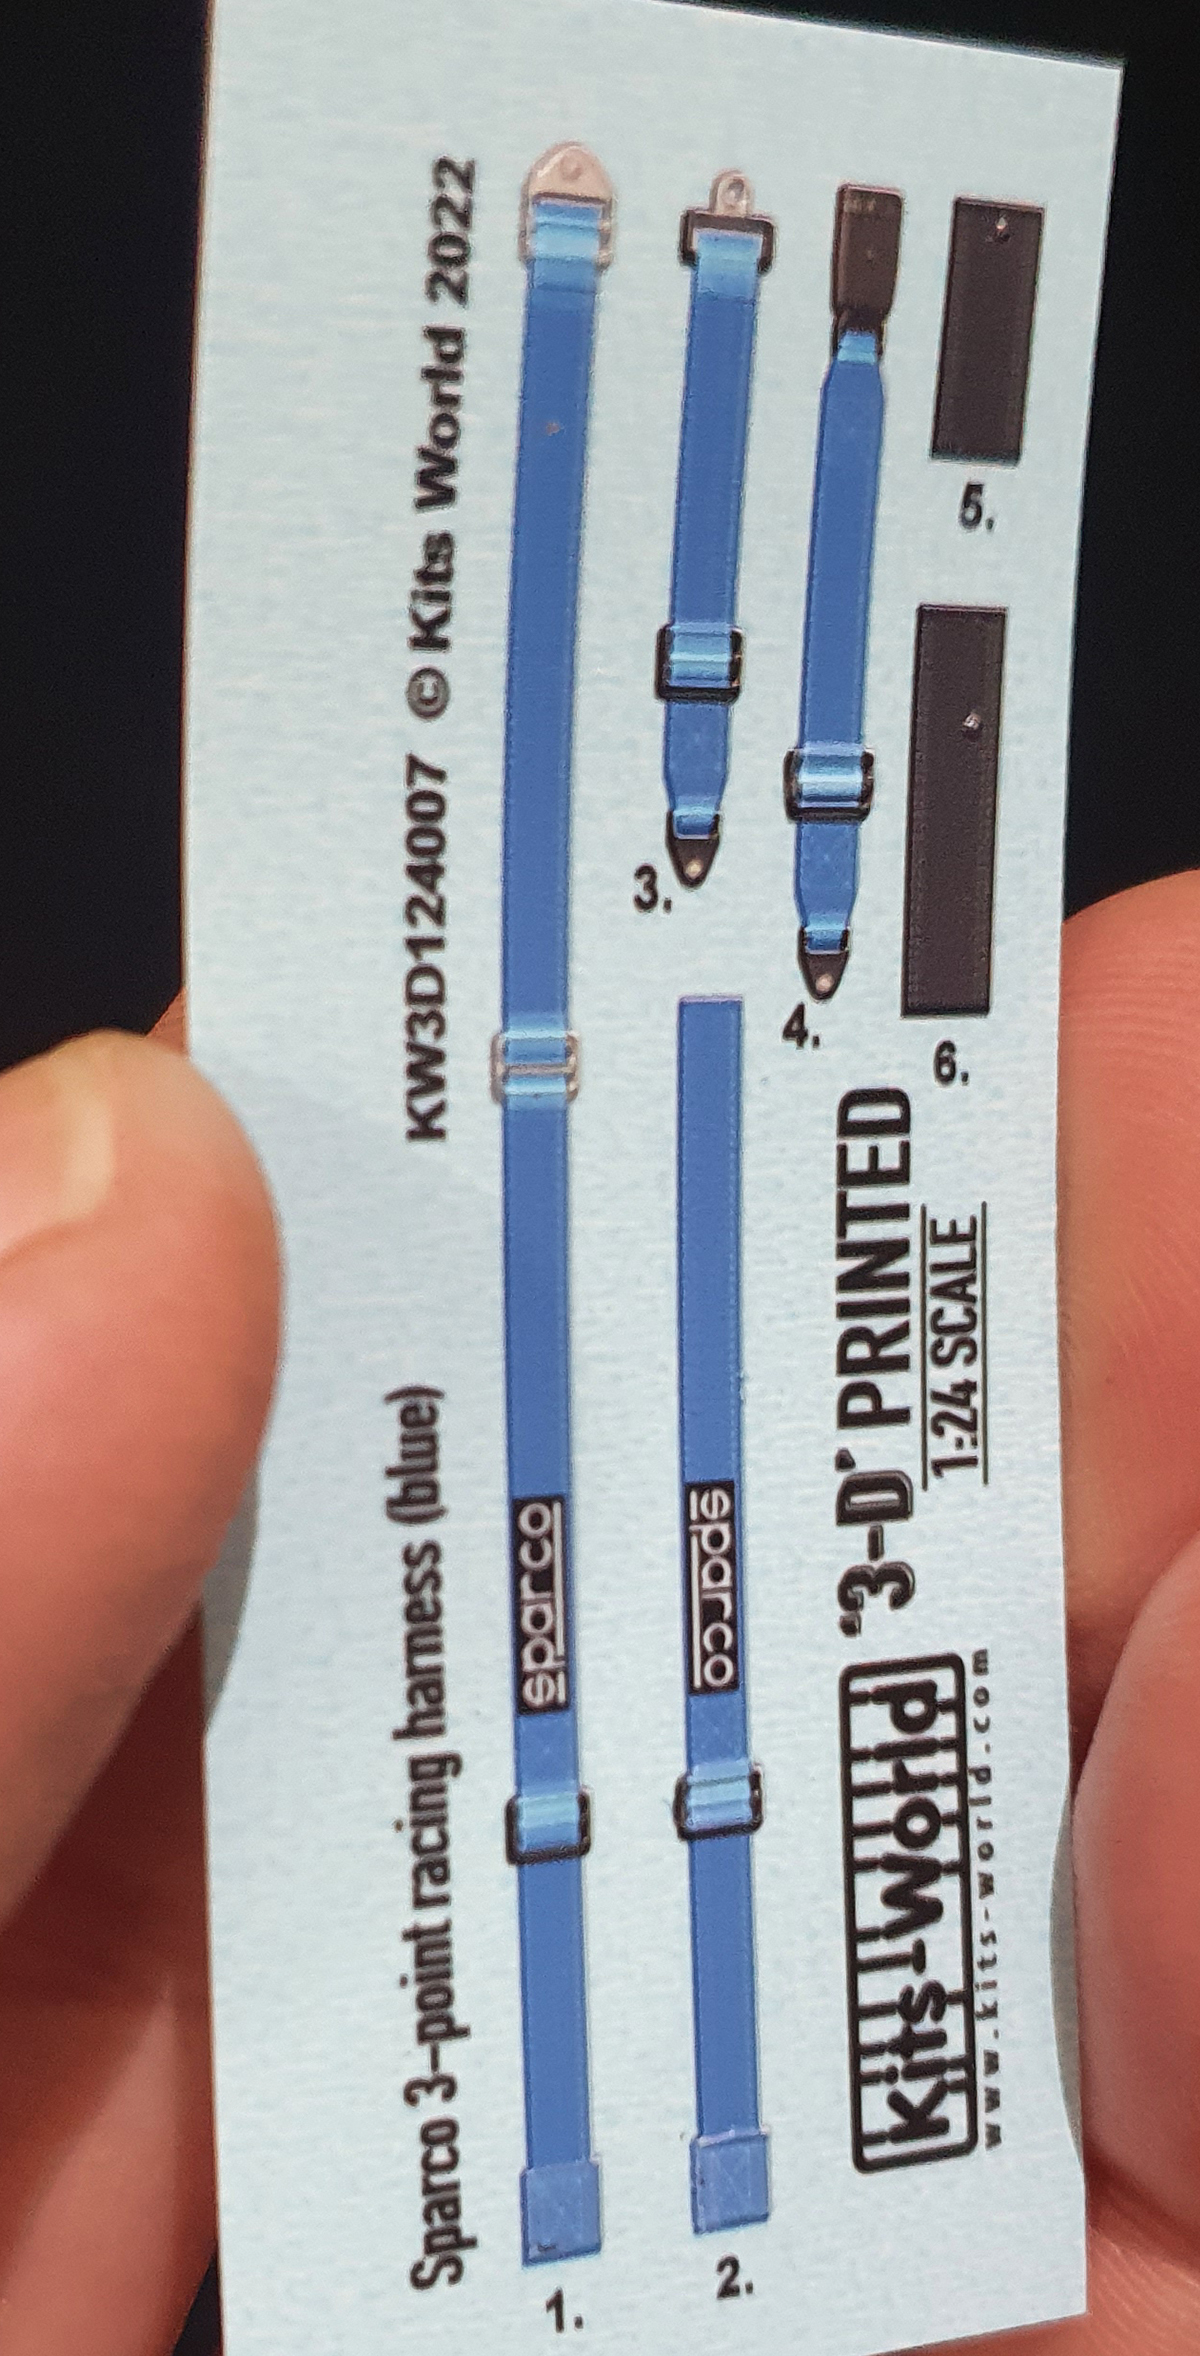 Sparco 3-point racing harness (blue)
KW3D124007 © Kits World 2022
1.
sparco
2.
sparco
3.
4.
5.
6.
Kits-World
www.kits-world.com
"3-D" PRINTED
1:24 SCALE